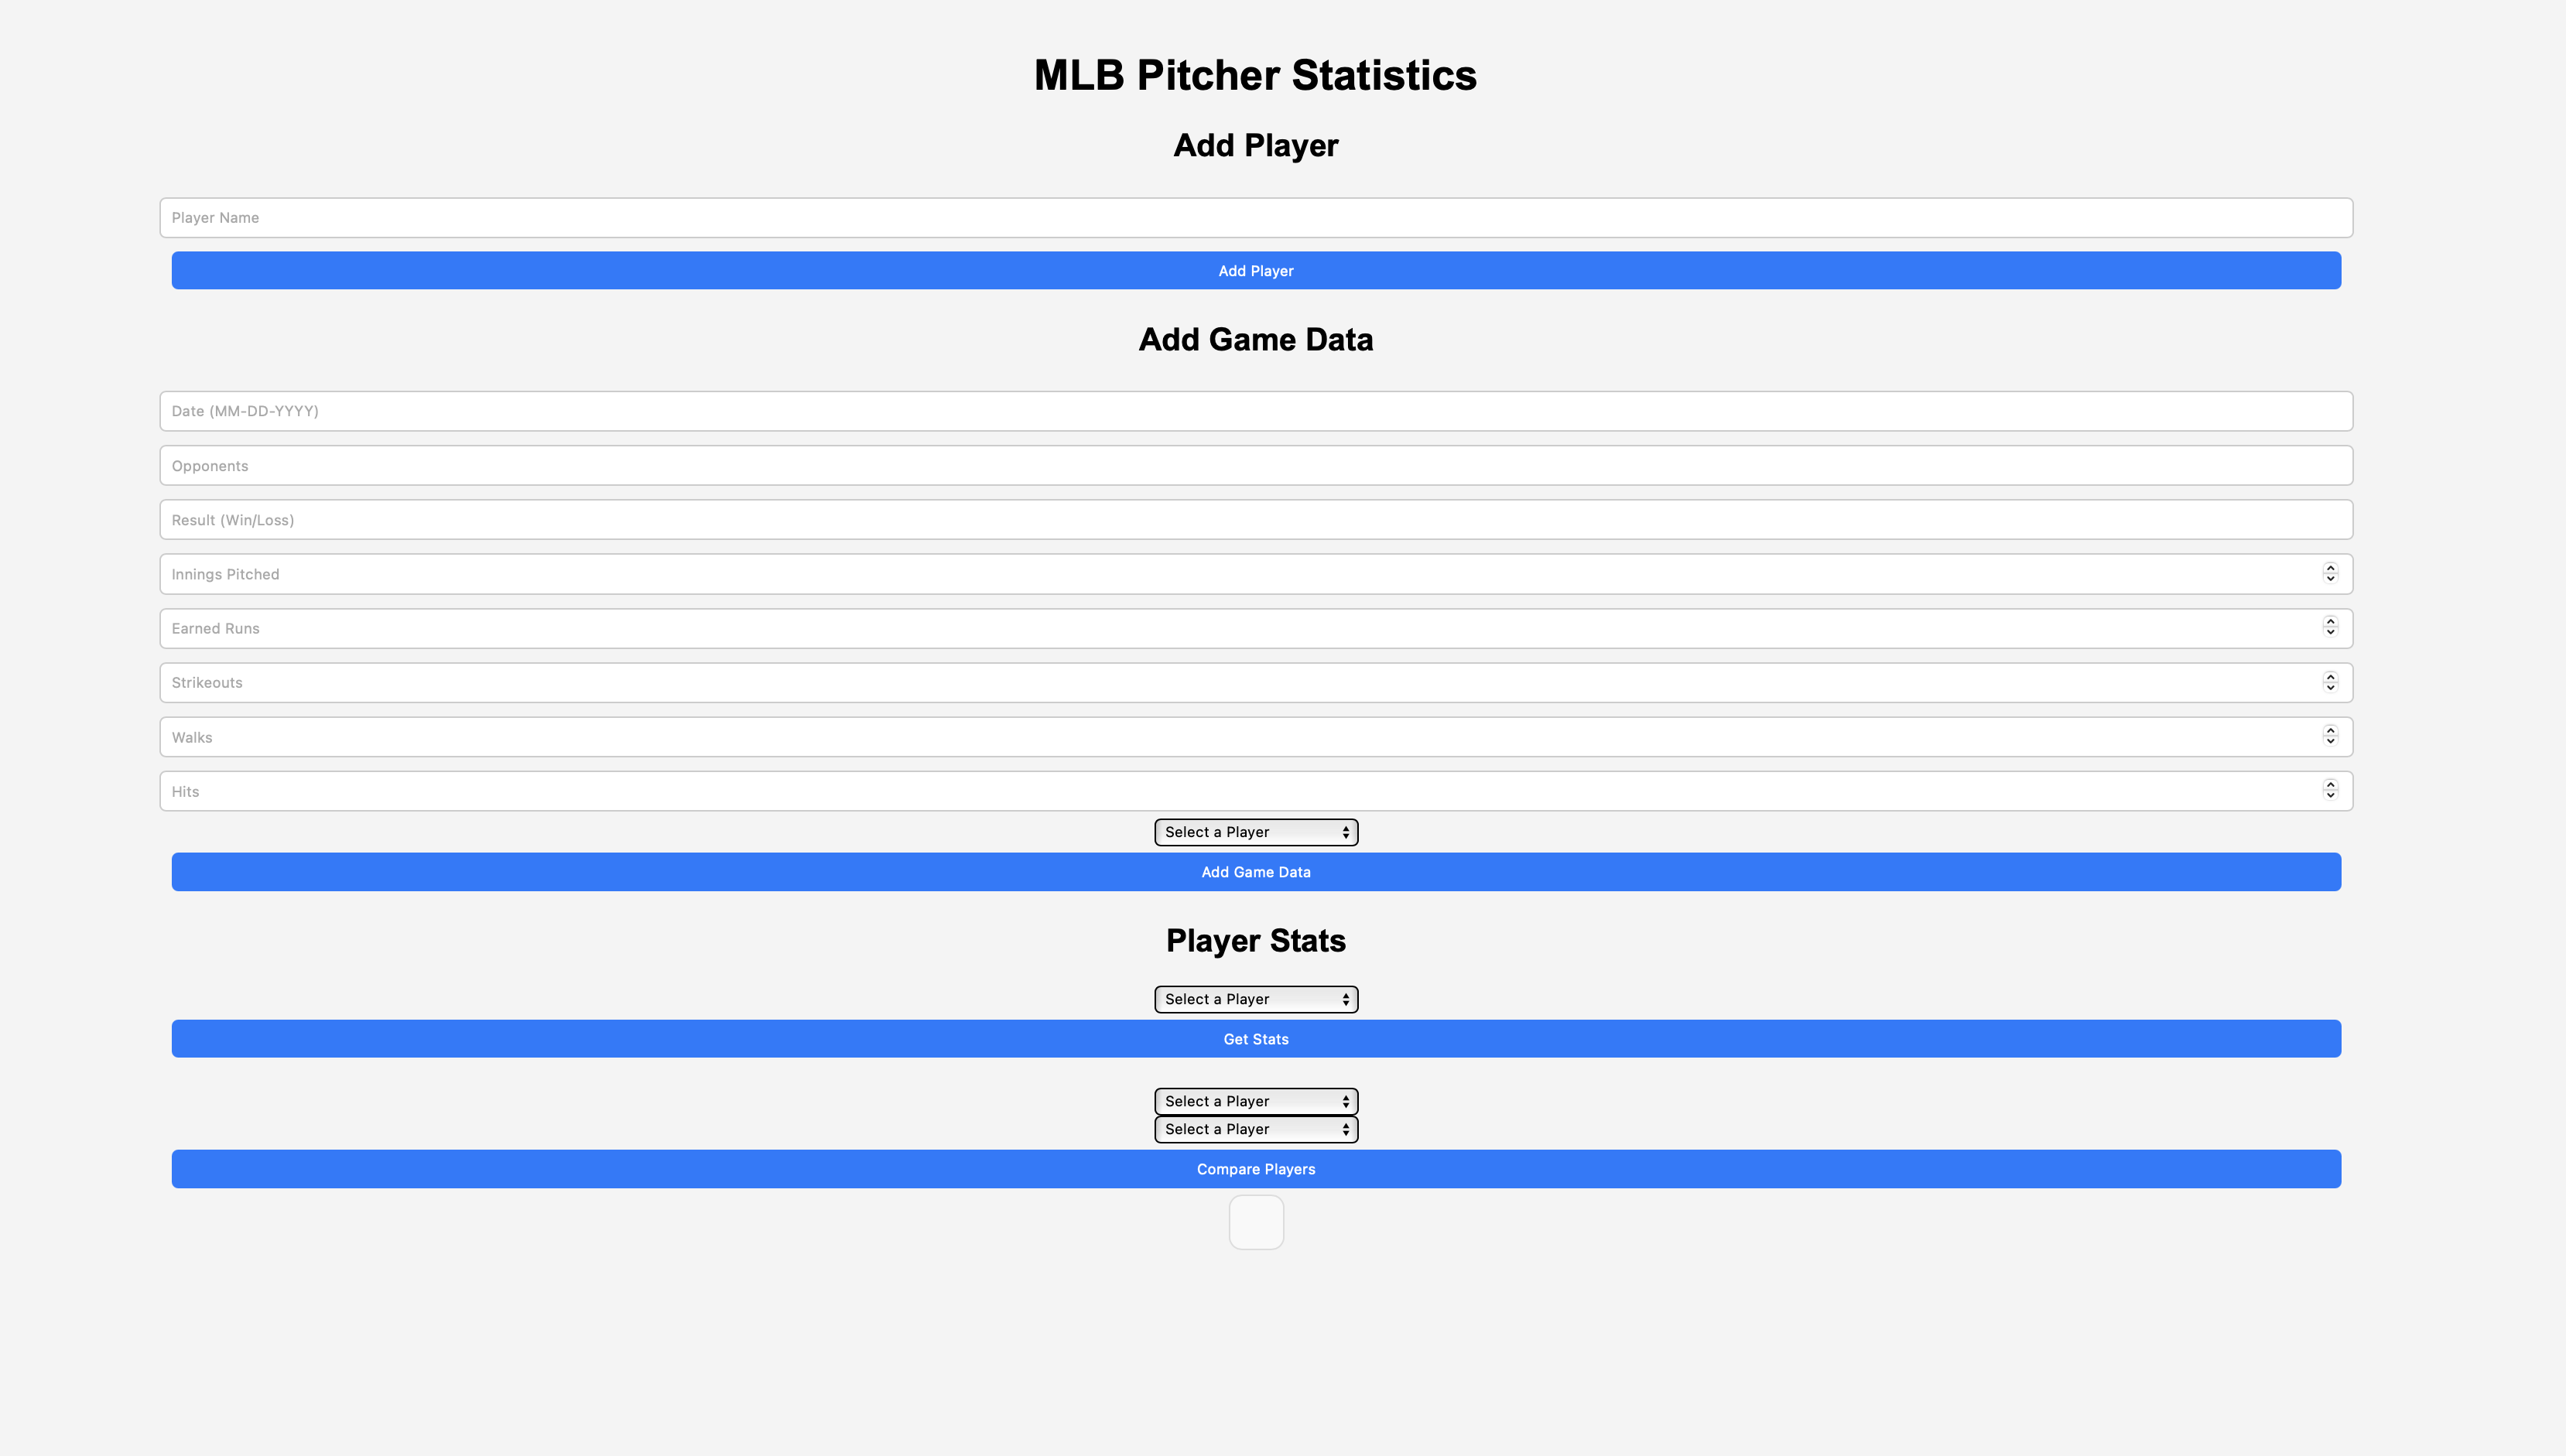 MLB Pitcher Statistics
Add Player
Player Name
Add Player
Add Game Data
Date (MM-DD-YYYY)
Opponents
Result (Win/Loss)
Innings Pitched
Earned Runs
Strikeouts
Walks
Hits
Select a Player
Add Game Data
Player Stats
Select a Player
Get Stats
Select a Player
Select a Player
Compare Players